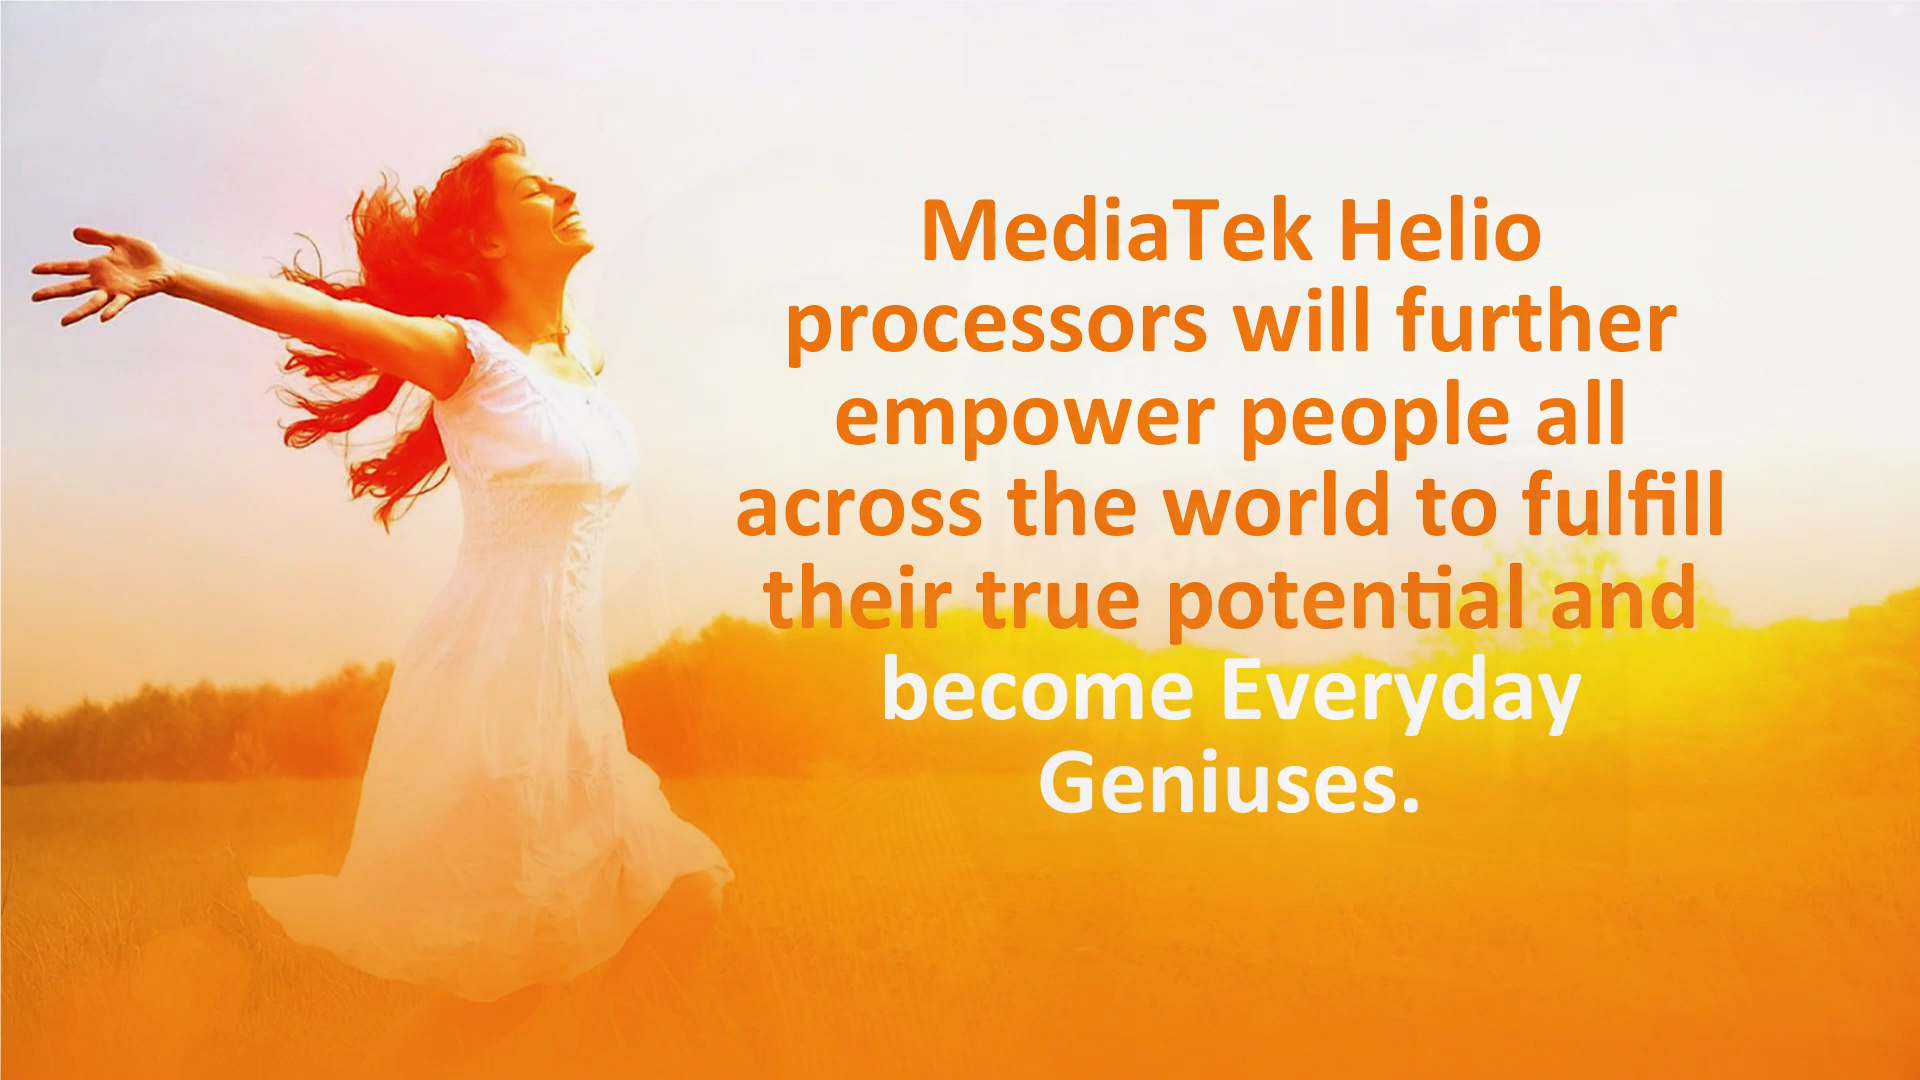 MediaTek Helio
processors will further
empower people all
across the world to fulfill
their true potential and
become Everyday
Geniuses.